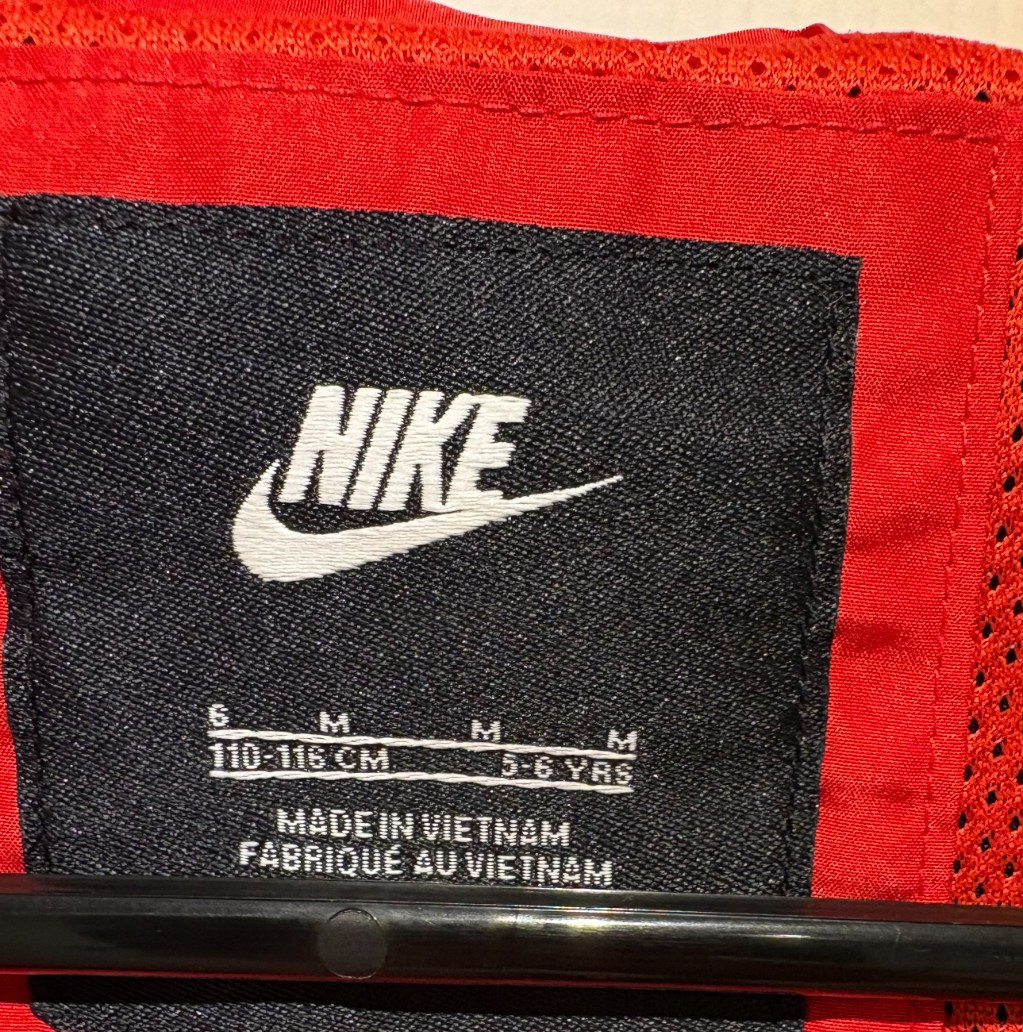 NIKE
6 M M M
110-116 CM 5-6 YRS
MADE IN VIETNAM
FABRIQUÉ AU VIETNAM